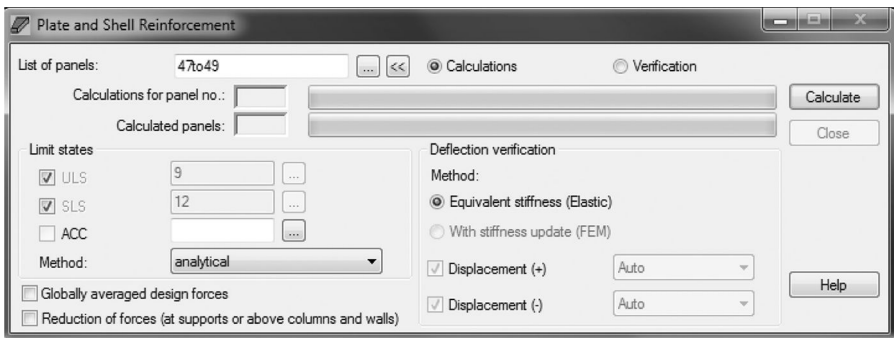 Plate and Shell Reinforcement
List of panels: 47to49 ... << Calculations Verification
Calculations for panel no.: Calculate
Calculated panels: Close
Limit states Deflection verification
ULS 9 ... Method:
SLS 12 ... Equivalent stiffness (Elastic)
ACC ... With stiffness update (FEM)
Method: analytical Displacement (+) Auto
Globally averaged design forces Help
Displacement (-) Auto
Reduction of forces (at supports or above columns and walls)